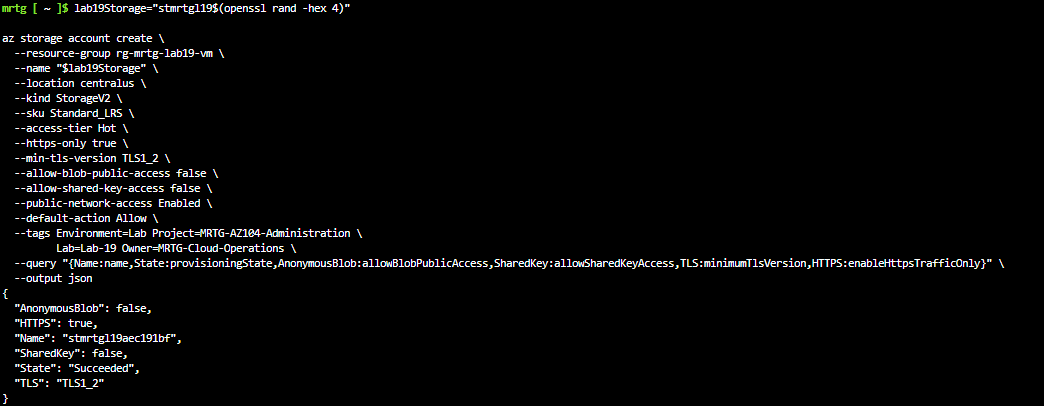 mrtg [ ~ ]$ lab19Storage="stmrtgl19$(openssl rand -hex 4)"

az storage account create \
  --resource-group rg-mrtg-lab19-vm \
  --name "$lab19Storage" \
  --location centralus \
  --kind StorageV2 \
  --sku Standard_LRS \
  --access-tier Hot \
  --https-only true \
  --min-tls-version TLS1_2 \
  --allow-blob-public-access false \
  --allow-shared-key-access false \
  --public-network-access Enabled \
  --default-action Allow \
  --tags Environment=Lab Project=MRTG-AZ104-Administration \
         Lab=Lab-19 Owner=MRTG-Cloud-Operations \
  --query "{Name:name,State:provisioningState,AnonymousBlob:allowBlobPublicAccess,SharedKey:allowSharedKeyAccess,TLS:minimumTlsVersion,HTTPS:enableHttpsTrafficOnly}" \
  --output json
{
  "AnonymousBlob": false,
  "HTTPS": true,
  "Name": "stmrtgl19aec191bf",
  "SharedKey": false,
  "State": "Succeeded",
  "TLS": "TLS1_2"
}